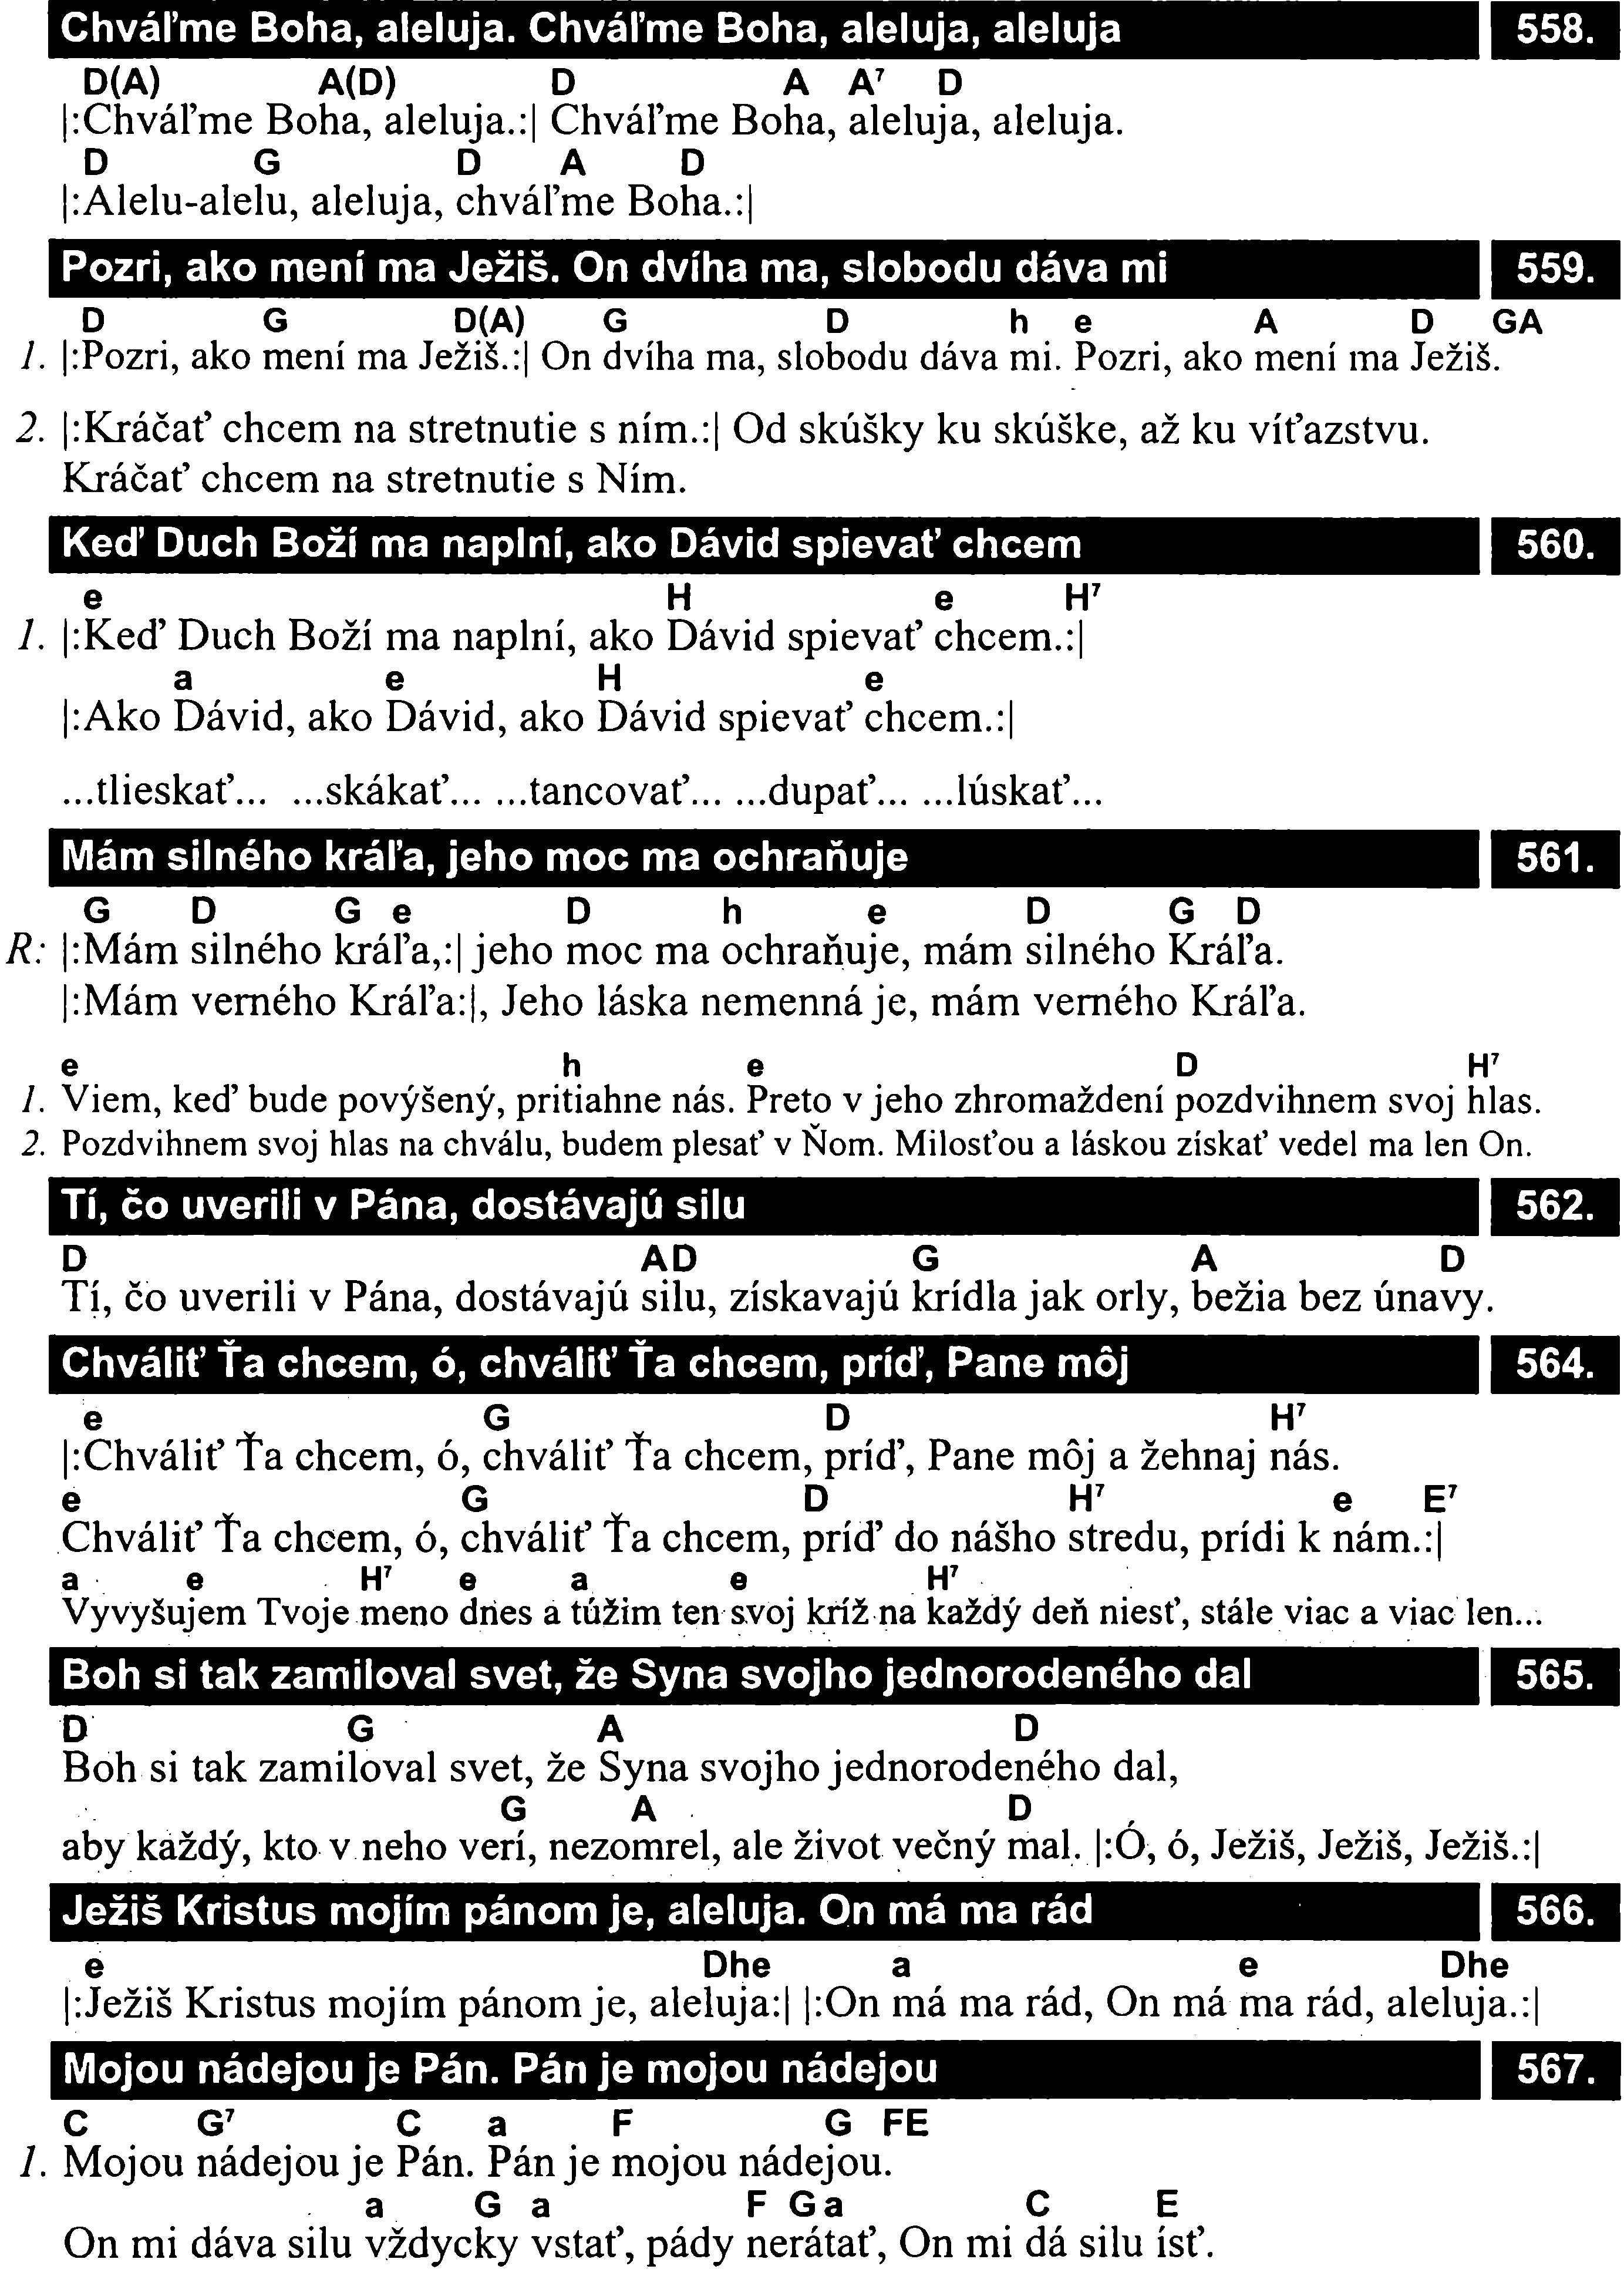 Chváľme Boha, aleluja. Chváľme Boha, aleluja, aleluja 558.
D(A) A(D) D A A⁷ D
|:Chváľme Boha, aleluja.:| Chváľme Boha, aleluja, aleluja.
D G D A D
|:Alelu-alelu, aleluja, chváľme Boha.:|
Pozri, ako mení ma Ježiš. On dvíha ma, slobodu dáva mi 559.
D G D(A) G D h e A D GA
1. |:Pozri, ako mení ma Ježiš.:| On dvíha ma, slobodu dáva mi. Pozri, ako mení ma Ježiš.
2. |:Kráčať chcem na stretnutie s ním.:| Od skúšky ku skúške, až ku víťazstvu.
Kráčať chcem na stretnutie s Ním.
Keď Duch Boží ma naplní, ako Dávid spievať chcem 560.
e H e H⁷
1. |:Keď Duch Boží ma naplní, ako Dávid spievať chcem.:|
a e H e
|:Ako Dávid, ako Dávid, ako Dávid spievať chcem.:|
...tlieskať... ...skákať... ...tancovať... ...dupať... ...lúskať...
Mám silného kráľa, jeho moc ma ochraňuje 561.
G D G e D h e D G D
R: |:Mám silného kráľa,:| jeho moc ma ochraňuje, mám silného Kráľa.
|:Mám verného Kráľa:|, Jeho láska nemenná je, mám verného Kráľa.
e h e D H⁷
1. Viem, keď bude povýšený, pritiahne nás. Preto v jeho zhromaždení pozdvihnem svoj hlas.
2. Pozdvihnem svoj hlas na chválu, budem plesať v Ňom. Milosťou a láskou získať vedel ma len On.
Tí, čo uverili v Pána, dostávajú silu 562.
D AD G A D
Tí, čo uverili v Pána, dostávajú silu, získavajú krídla jak orly, bežia bez únavy.
Chváliť Ťa chcem, ó, chváliť Ťa chcem, príď, Pane môj 564.
e G D H⁷
|:Chváliť Ťa chcem, ó, chváliť Ťa chcem, príď, Pane môj a žehnaj nás.
e G D H⁷ e E⁷
Chváliť Ťa chcem, ó, chváliť Ťa chcem, príď do nášho stredu, prídi k nám.:|
a e H⁷ e a e H⁷
Vyvyšujem Tvoje meno dnes a túžim ten svoj kríž na každý deň niesť, stále viac a viac len...
Boh si tak zamiloval svet, že Syna svojho jednorodeného dal 565.
D G A D
Boh si tak zamiloval svet, že Syna svojho jednorodeného dal,
G A D
aby každý, kto v neho verí, nezomrel, ale život večný mal. |:Ó, ó, Ježiš, Ježiš, Ježiš.:|
Ježiš Kristus mojím pánom je, aleluja. On má ma rád 566.
e Dhe a e Dhe
|:Ježiš Kristus mojím pánom je, aleluja:| |:On má ma rád, On má ma rád, aleluja.:|
Mojou nádejou je Pán. Pán je mojou nádejou 567.
C G⁷ C a F G FE
1. Mojou nádejou je Pán. Pán je mojou nádejou.
a G a F Ga C E
On mi dáva silu vždycky vstať, pády nerátať, On mi dá silu ísť.